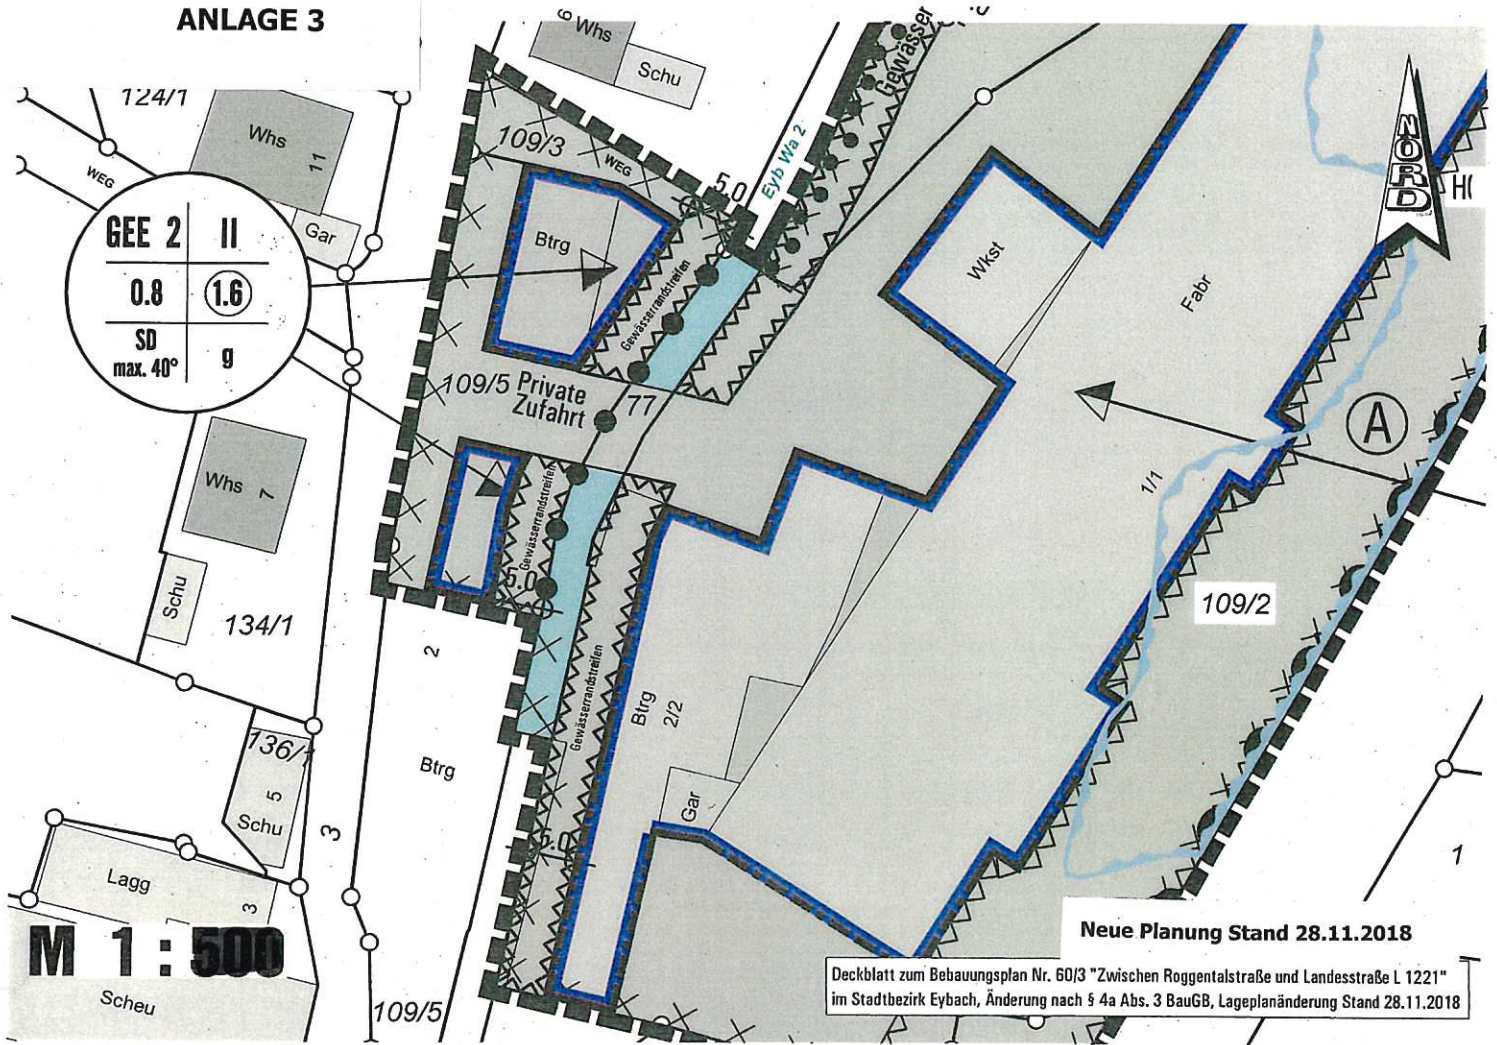 ANLAGE 3
124/1
Whs
11
WEG
Gar
GEE 2 II
0.8 1.6
SD
max. 40°
g
Whs
7
Schu
134/1
136/1
5
Schu
Lagg
3
M 1 : 500
Scheu
3
109/5
2
Btrg
6
Whs
Schu
109/3
WEG
5.0
Eyb Wa 2
Gewässer
Btrg
Gewässerrandstreifen
109/5 Private
Zufahrt
77
Gewässerrandstreifen
5.0
Gewässerrandstreifen
5.0
Btrg
2/2
Gar
Wkst
Fabr
1/1
A
NORD
109/2
1
Neue Planung Stand 28.11.2018
Deckblatt zum Bebauungsplan Nr. 60/3 "Zwischen Roggentalstraße und Landesstraße L 1221"
im Stadtbezirk Eybach, Änderung nach § 4a Abs. 3 BauGB, Lageplanänderung Stand 28.11.2018